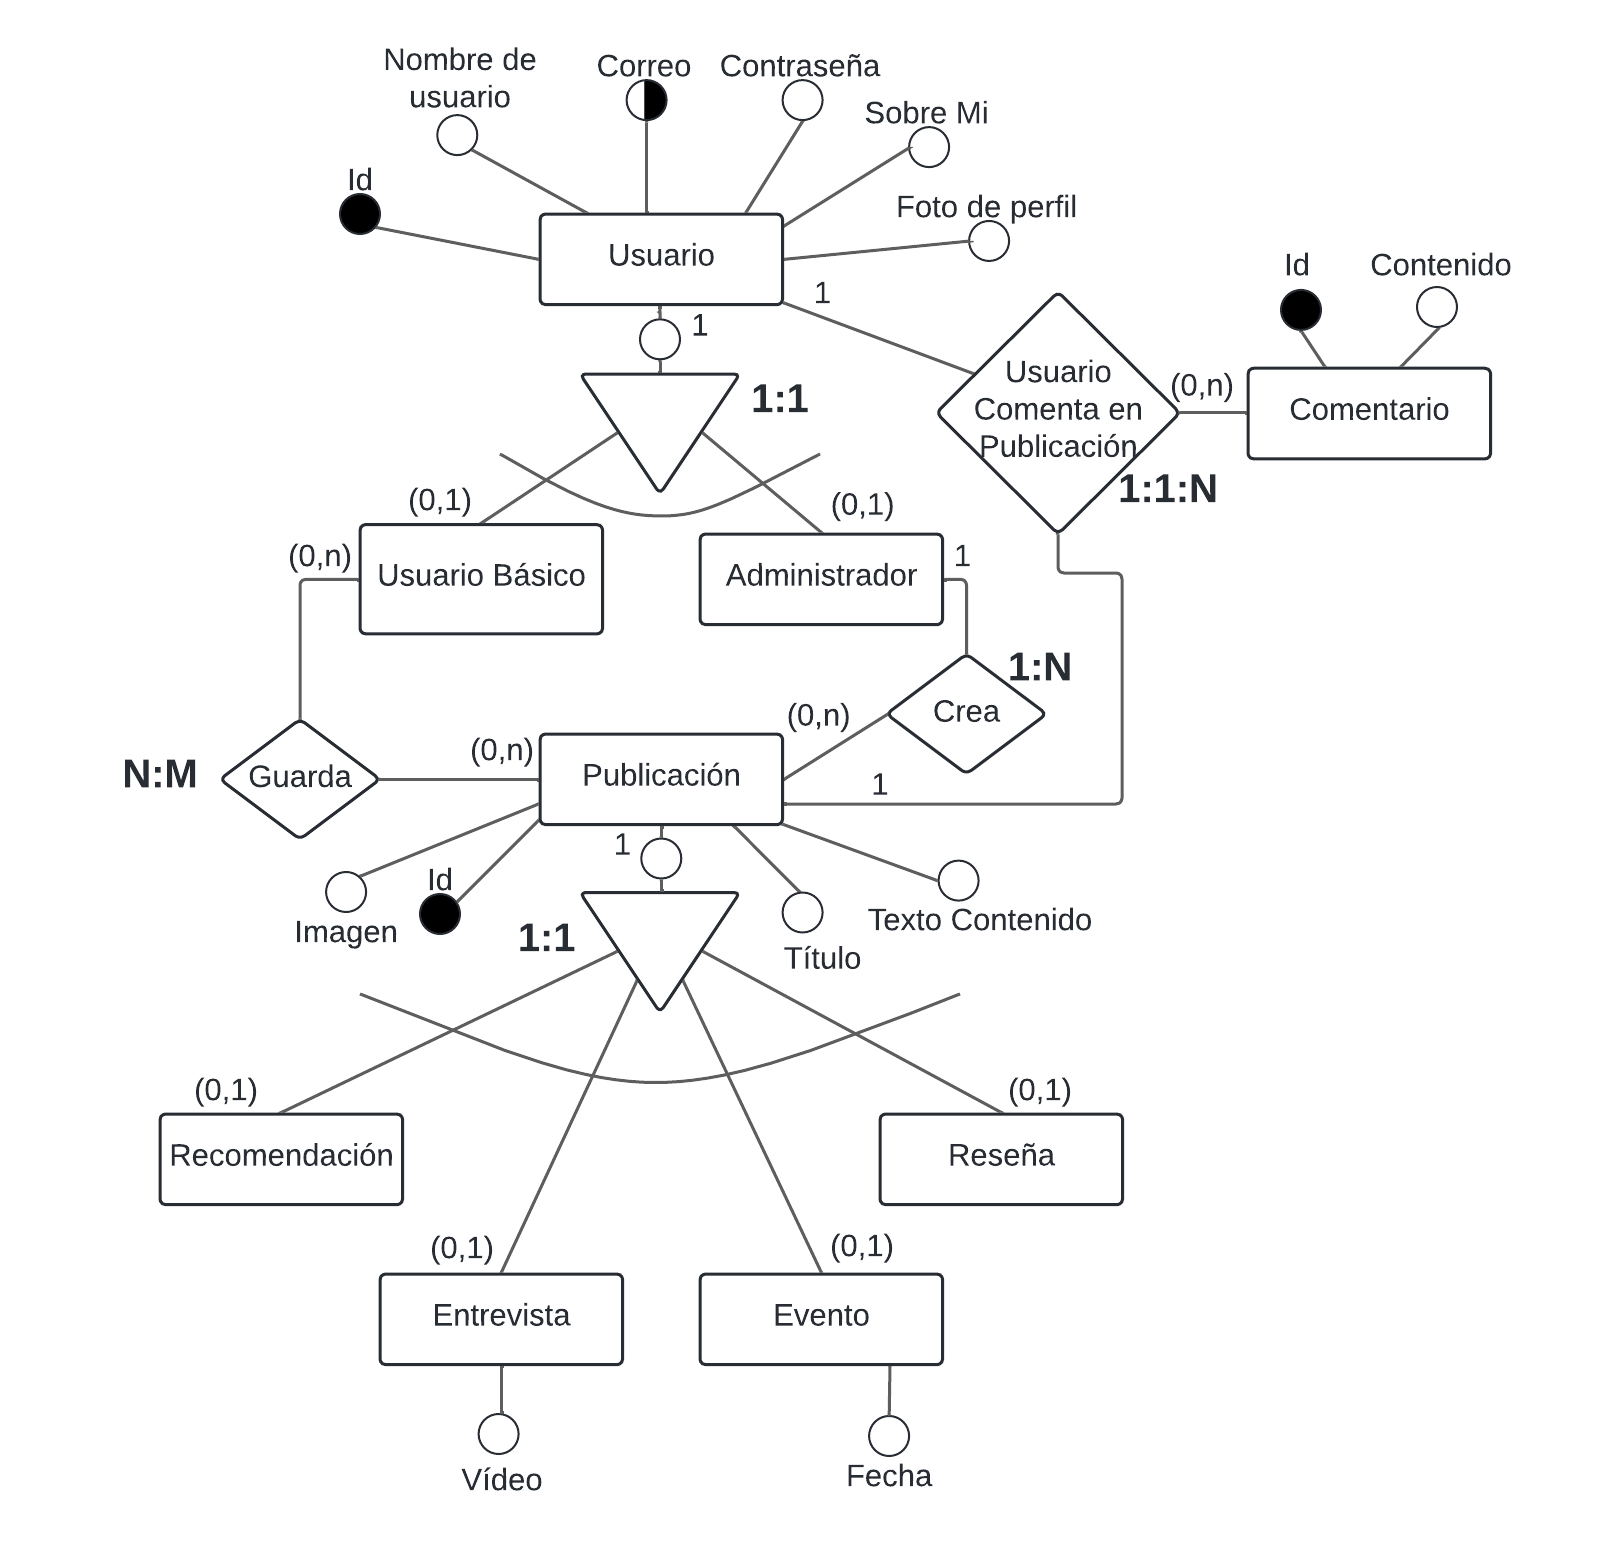 Nombre de
usuario
Correo
Contraseña
Sobre Mi
Id
Foto de perfil
Usuario
1
1
Id
Contenido
1:1
Usuario
Comenta en
Publicación
(0,n)
Comentario
1:1:N
(0,1)
(0,1)
(0,n)
Usuario Básico
Administrador
1
1:N
Crea
(0,n)
N:M
Guarda
(0,n)
Publicación
1
1
Imagen
Id
1:1
Título
Texto Contenido
(0,1)
(0,1)
Recomendación
Reseña
(0,1)
(0,1)
Entrevista
Evento
Vídeo
Fecha